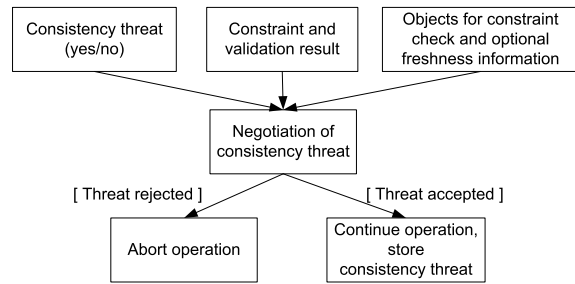 Consistency threat
(yes/no)
Constraint and
validation result
Objects for constraint
check and optional
freshness information
Negotiation of
consistency threat
[ Threat rejected ]
[ Threat accepted ]
Abort operation
Continue operation,
store
consistency threat